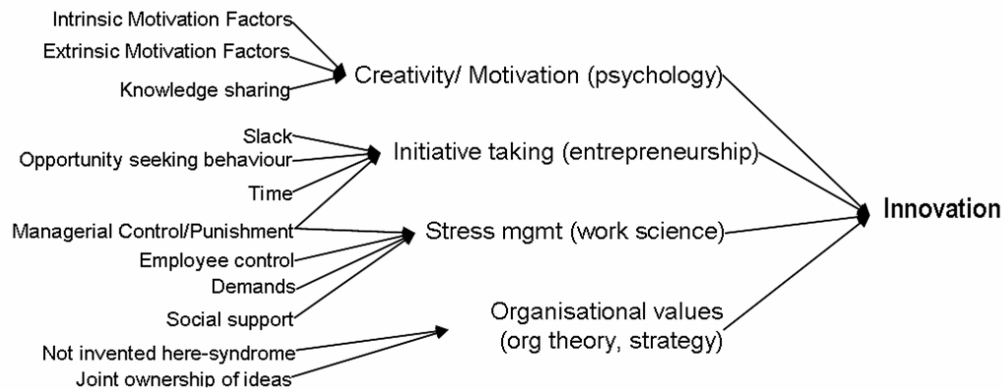 Intrinsic Motivation Factors
Extrinsic Motivation Factors
Creativity/ Motivation (psychology)
Knowledge sharing
Slack
Opportunity seeking behaviour
Initiative taking (entrepreneurship)
Time
Innovation
Managerial Control/Punishment
Stress mgmt (work science)
Employee control
Demands
Social support
Organisational values
(org theory, strategy)
Not invented here-syndrome
Joint ownership of ideas